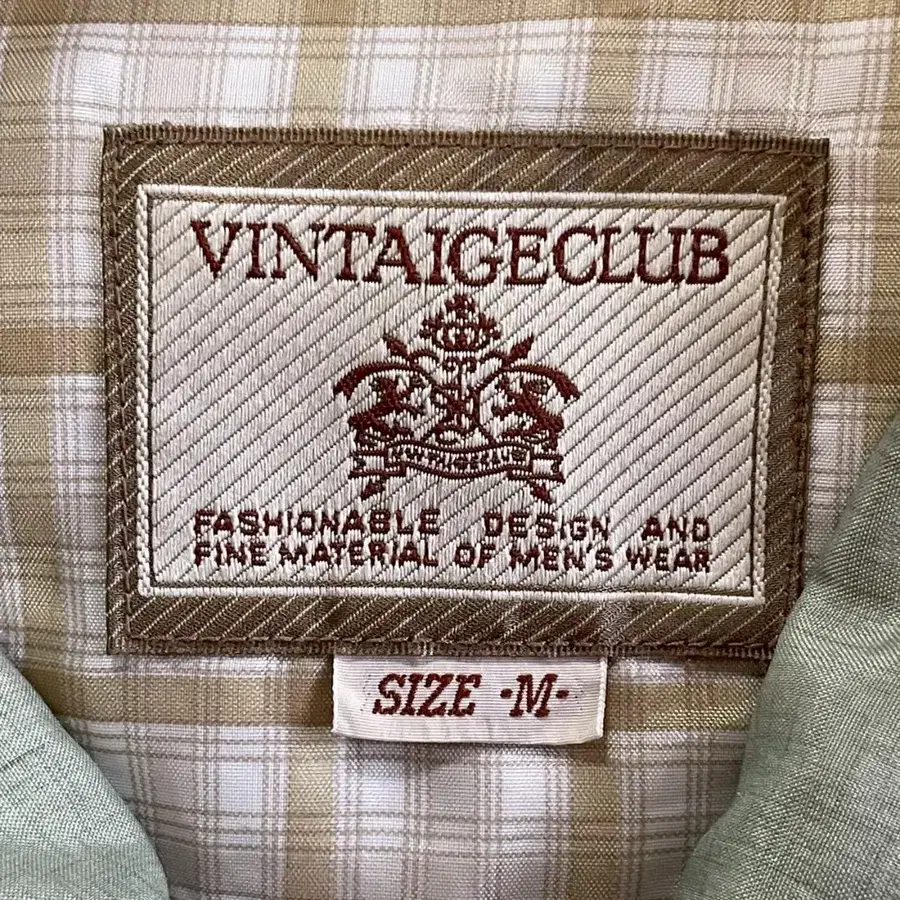 VINTAIGECLUB
FASHIONABLE DESIGN AND
FINE MATERIAL OF MEN'S WEAR
SIZE -M-